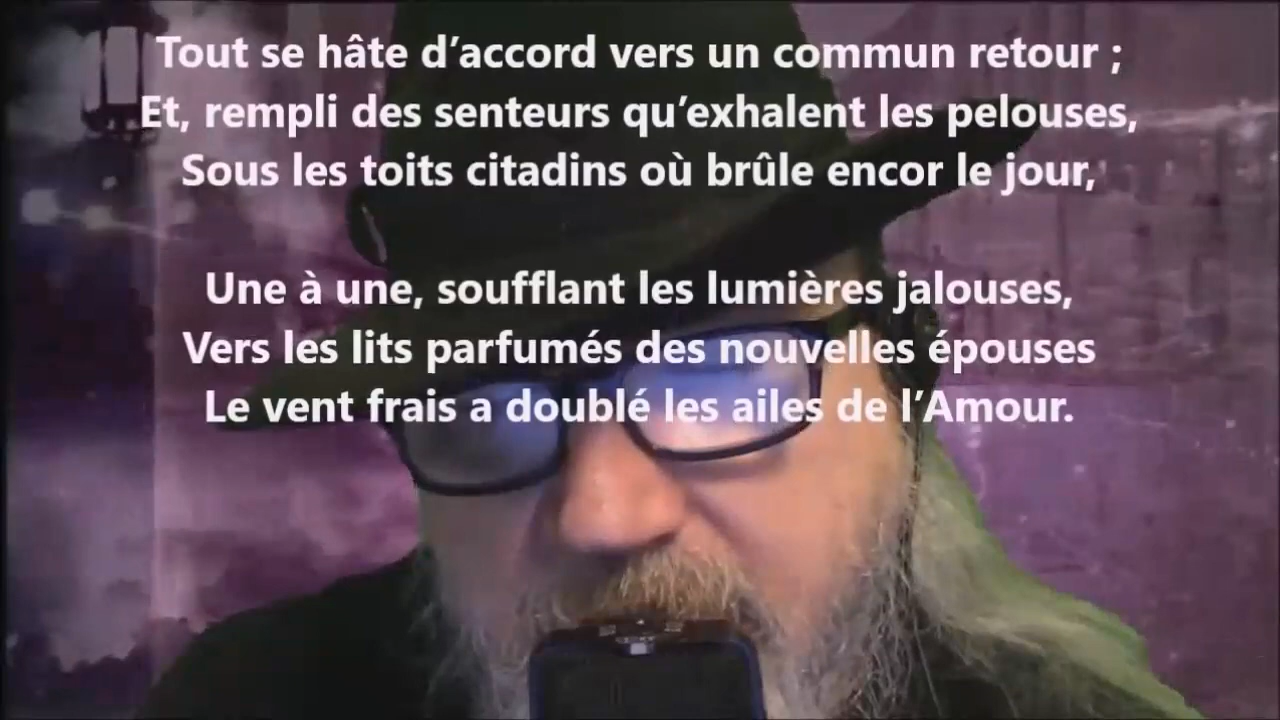 Tout se hâte d’accord vers un commun retour ;
Et, rempli des senteurs qu’exhalent les pelouses,
Sous les toits citadins où brûle encor le jour,
Une à une, soufflant les lumières jalouses,
Vers les lits parfumés des nouvelles épouses
Le vent frais a doublé les ailes de l’Amour.